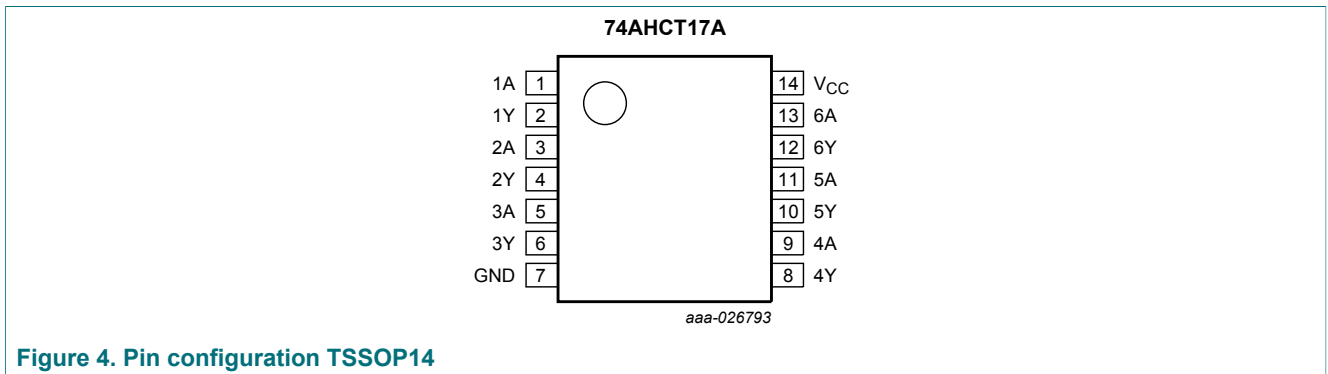 74AHCT17A
1A 1 14 VCC
1Y 2 13 6A
2A 3 12 6Y
2Y 4 11 5A
3A 5 10 5Y
3Y 6 9 4A
GND 7 8 4Y
aaa-026793
Figure 4. Pin configuration TSSOP14